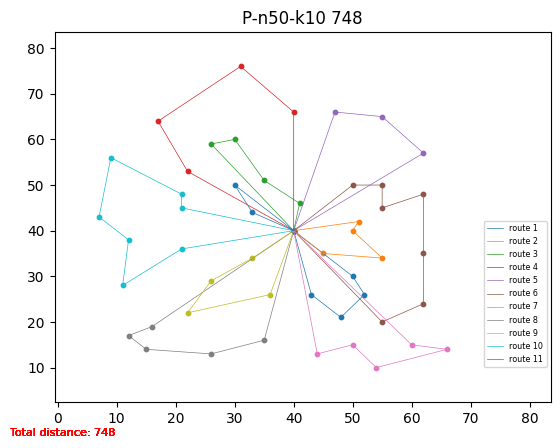 P-n50-k10 748
80
70
60
50
40
30
20
10
0 10 20 30 40 50 60 70 80
route 1
route 2
route 3
route 4
route 5
route 6
route 7
route 8
route 9
route 10
route 11
Total distance: 748